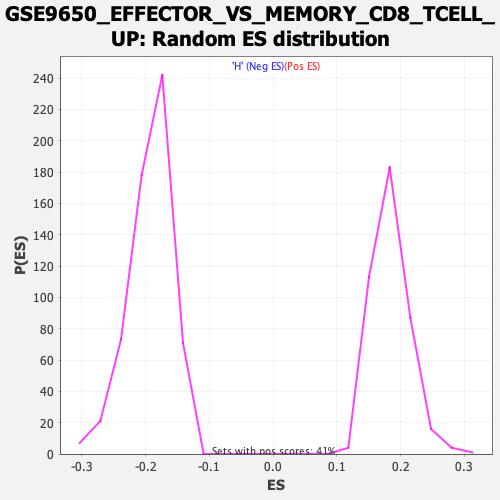 GSE9650_EFFECTOR_VS_MEMORY_CD8_TCELL_
UP: Random ES distribution
'H' (Neg ES)(Pos ES)
240
220
200
180
160
140
120
100
80
60
40
20
0
P(ES)
Sets with pos scores: 41%
-0.3 -0.2 -0.1 0.0 0.1 0.2 0.3
ES